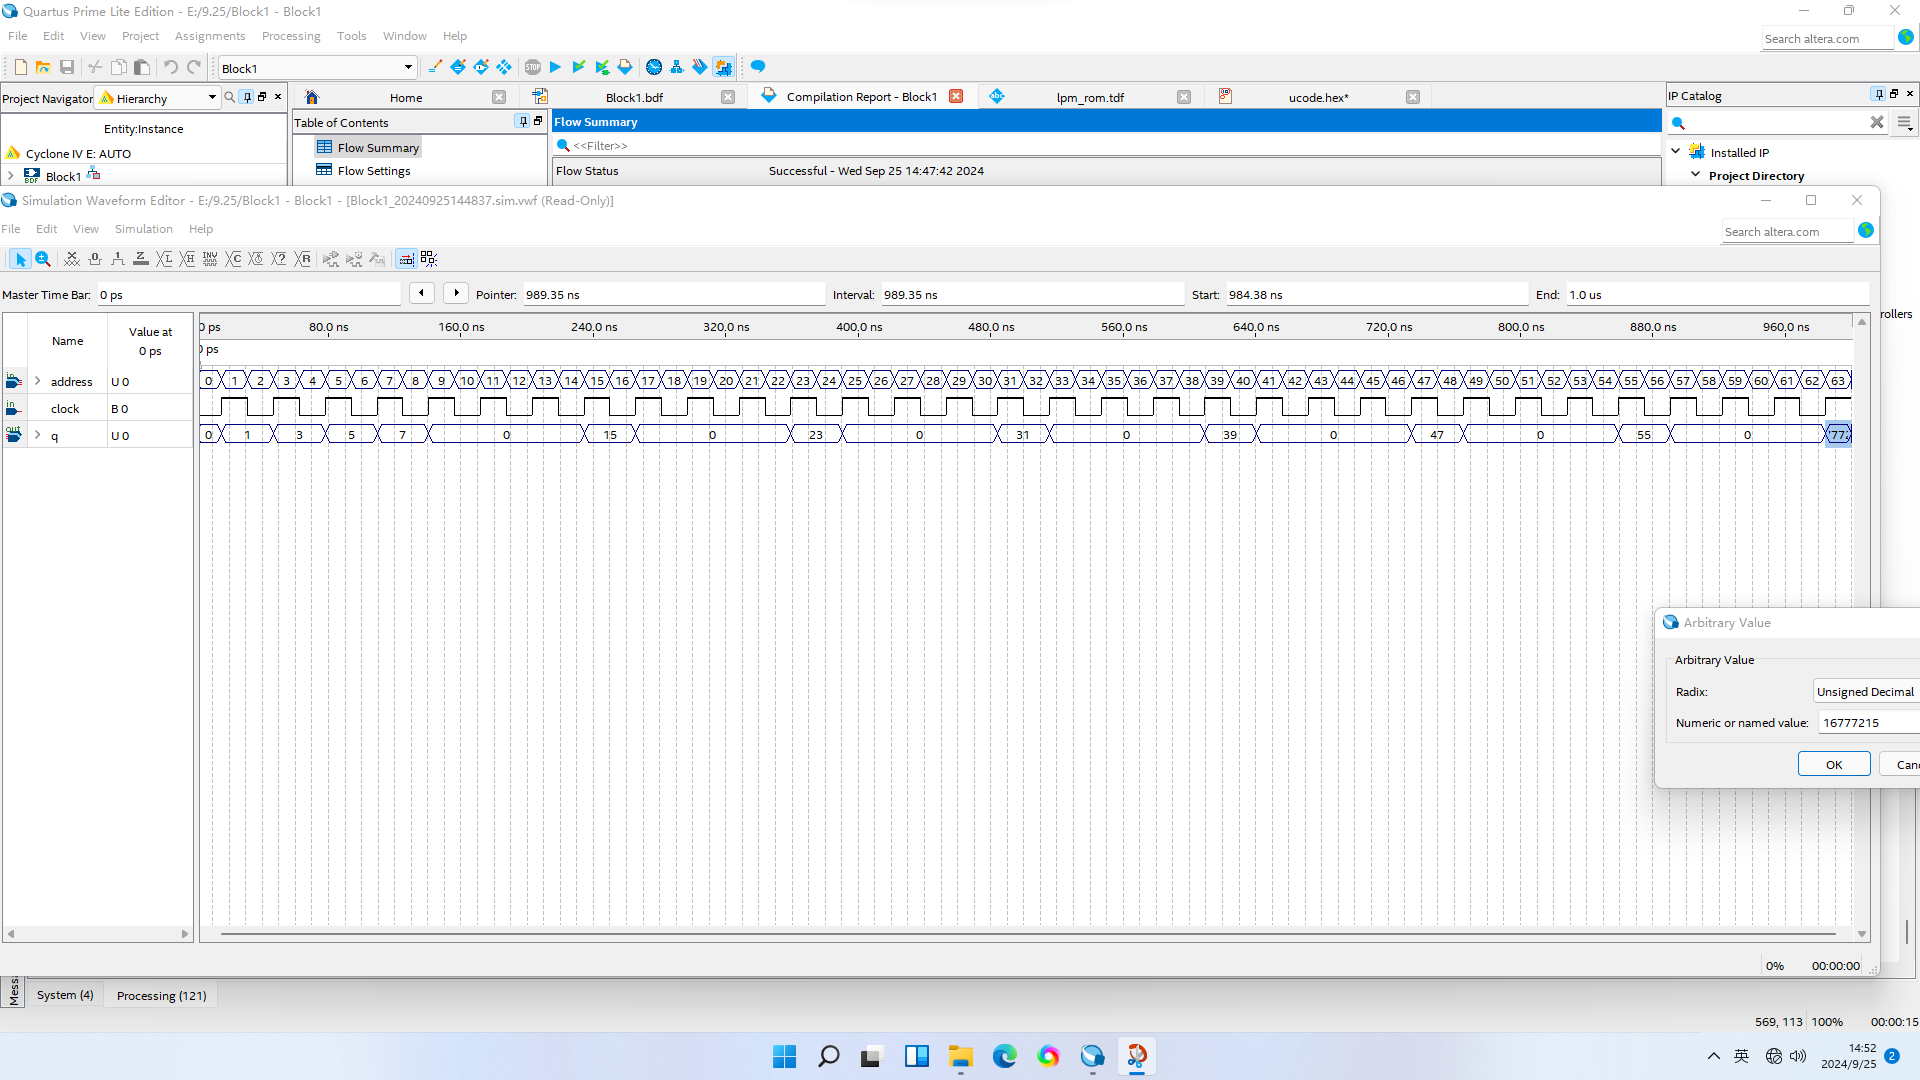 Quartus Prime Lite Edition - E:/9.25/Block1 - Block1
File Edit View Project Assignments Processing Tools Window Help
Search altera.com
Block1
Project Navigator Hierarchy
Home
Block1.bdf
Compilation Report - Block1
lpm_rom.tdf
ucode.hex*
IP Catalog
Entity:Instance
Cyclone IV E: AUTO
Block1
Table of Contents
Flow Summary
Flow Settings
Flow Summary
<<Filter>>
Flow Status Successful - Wed Sep 25 14:47:42 2024
Installed IP
Project Directory
rollers
Simulation Waveform Editor - E:/9.25/Block1 - Block1 - [Block1_20240925144837.sim.vwf (Read-Only)]
File Edit View Simulation Help
Search altera.com
Master Time Bar: 0 ps Pointer: 989.35 ns Interval: 989.35 ns Start: 984.38 ns End: 1.0 us
Name Value at 0 ps
0 ps 80.0 ns 160.0 ns 240.0 ns 320.0 ns 400.0 ns 480.0 ns 560.0 ns 640.0 ns 720.0 ns 800.0 ns 880.0 ns 960.0 ns
0 ps
address U 0 0 1 2 3 4 5 6 7 8 9 10 11 12 13 14 15 16 17 18 19 20 21 22 23 24 25 26 27 28 29 30 31 32 33 34 35 36 37 38 39 40 41 42 43 44 45 46 47 48 49 50 51 52 53 54 55 56 57 58 59 60 61 62 63
clock B 0
q U 0 0 1 3 5 7 0 15 0 23 0 31 0 39 0 47 0 55 0
Arbitrary Value
Arbitrary Value
Radix: Unsigned Decimal
Numeric or named value: 16777215
OK Canc
0% 00:00:00
Mess
System (4) Processing (121)
569, 113 100% 00:00:15
英
14:52
2024/9/25
2